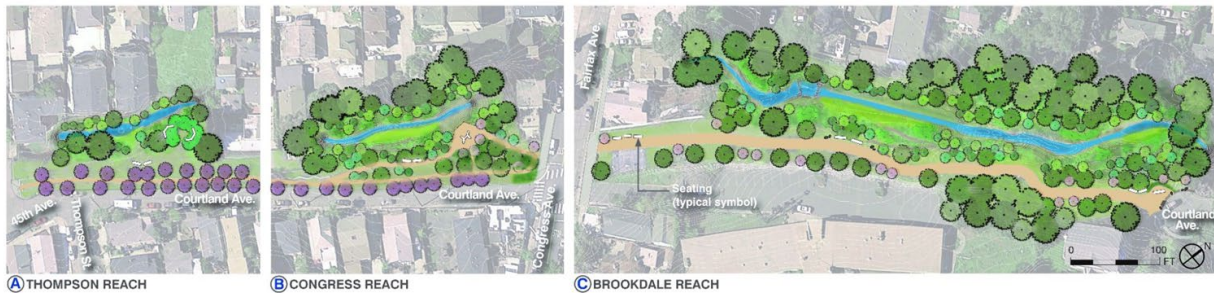 45th Ave.
Thompson St
Courtland Ave.
A THOMPSON REACH
Courtland Ave.
Congress Ave.
B CONGRESS REACH
Fairfax Ave.
Seating
(typical symbol)
Courtland
Ave.
0 100
FT
N
C BROOKDALE REACH